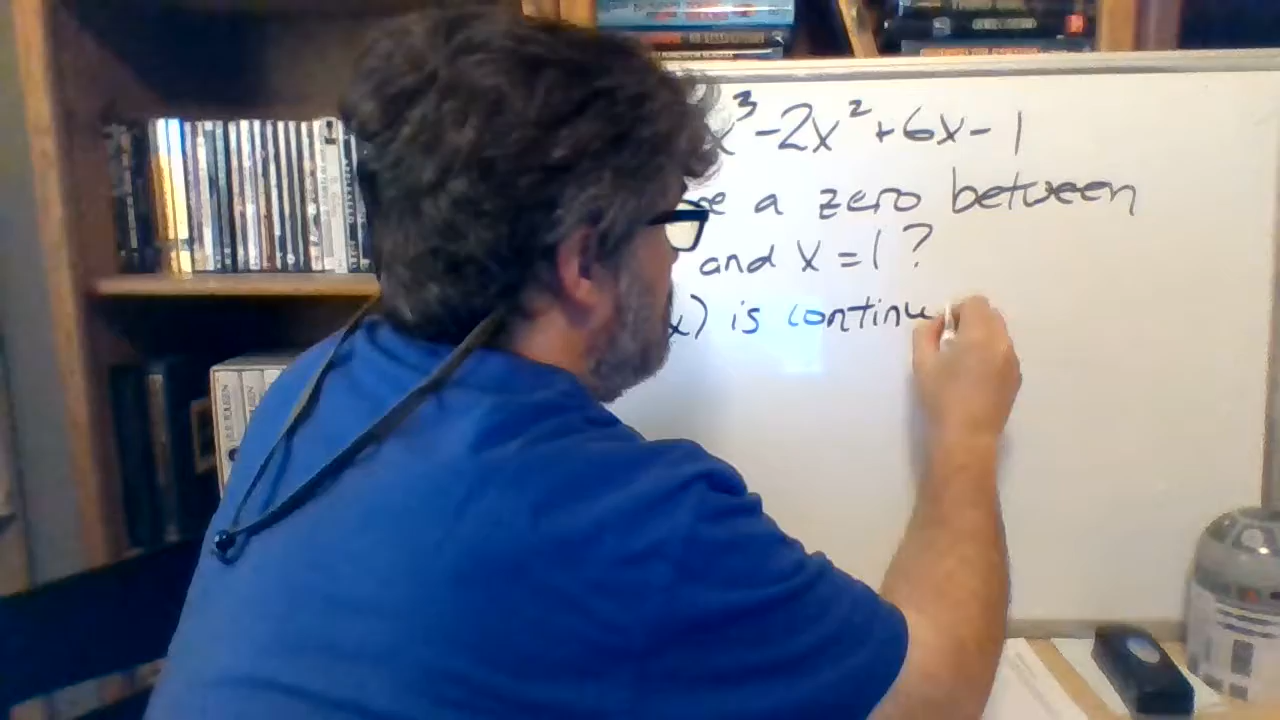 x³-2x²+6x-1
a zero between
and x=1?
x) is continu